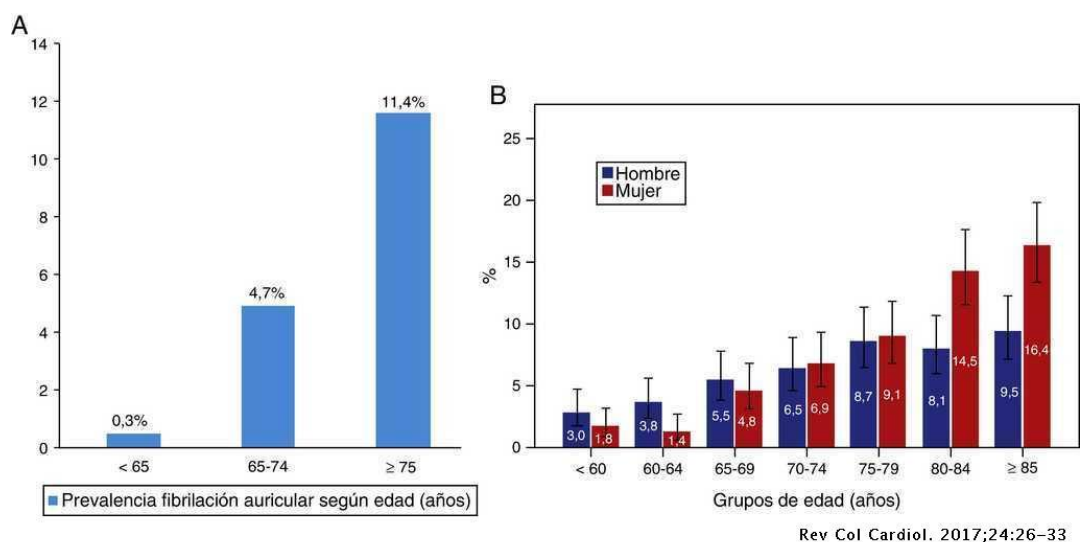 A
14
12
10
8
6
4
2
0
0,3%
4,7%
11,4%
< 65
65-74
≥ 75
Prevalencia fibrilación auricular según edad (años)
B
25
20
15
10
5
0
%
Hombre
Mujer
3,0 1,8 3,8 1,4 5,5 4,8 6,5 6,9 8,7 9,1 8,1 14,5 9,5 16,4
< 60 60-64 65-69 70-74 75-79 80-84 ≥ 85
Grupos de edad (años)
Rev Col Cardiol. 2017;24:26–33